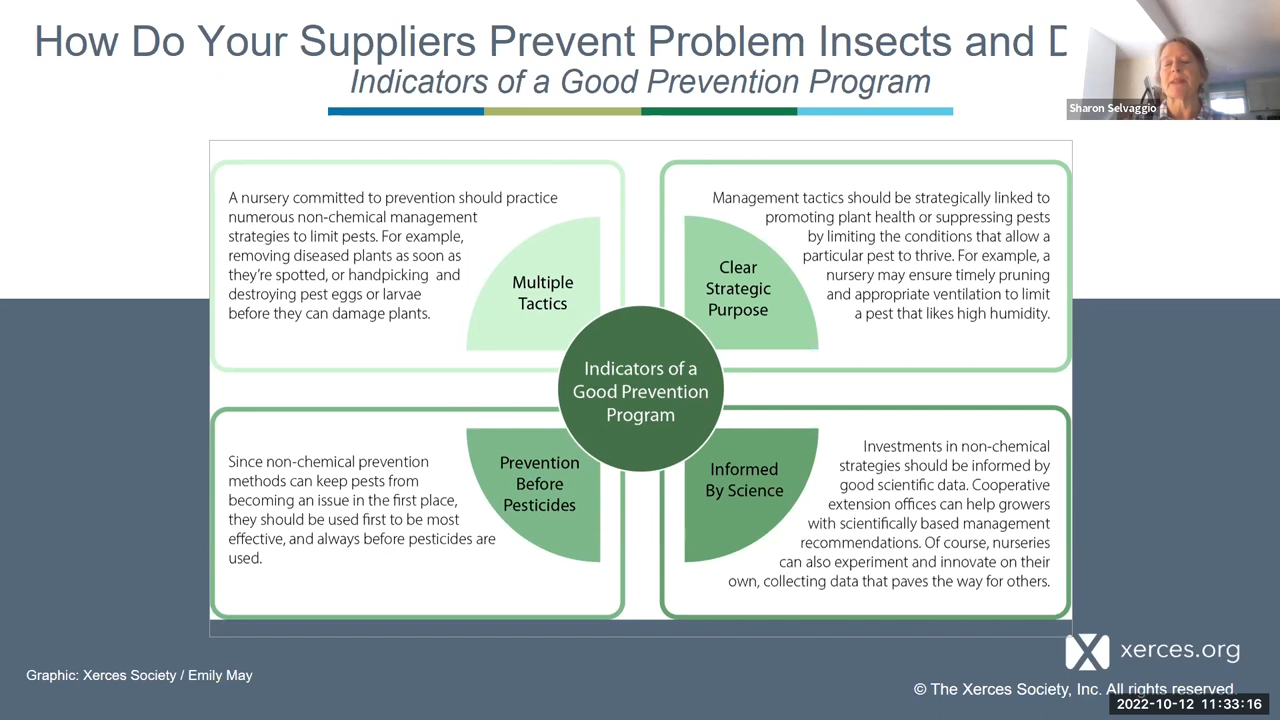 How Do Your Suppliers Prevent Problem Insects and
Indicators of a Good Prevention Program
Sharon Selvaggio
A nursery committed to prevention should practice
numerous non-chemical management
strategies to limit pests. For example,
removing diseased plants as soon as
they're spotted, or handpicking and
destroying pest eggs or larvae
before they can damage plants.
Multiple
Tactics
Management tactics should be strategically linked to
promoting plant health or suppressing pests
by limiting the conditions that allow a
particular pest to thrive. For example, a
nursery may ensure timely pruning
and appropriate ventilation to limit
a pest that likes high humidity.
Clear
Strategic
Purpose
Indicators of a
Good Prevention
Program
Since non-chemical prevention
methods can keep pests from
becoming an issue in the first place,
they should be used first to be most
effective, and always before pesticides are
used.
Prevention
Before
Pesticides
Informed
By Science
Investments in non-chemical
strategies should be informed by
good scientific data. Cooperative
extension offices can help growers
with scientifically based management
recommendations. Of course, nurseries
can also experiment and innovate on their
own, collecting data that paves the way for others.
xerces.org
Graphic: Xerces Society / Emily May
© The Xerces Society, Inc. All rights reserved.
2022-10-12 11:33:16